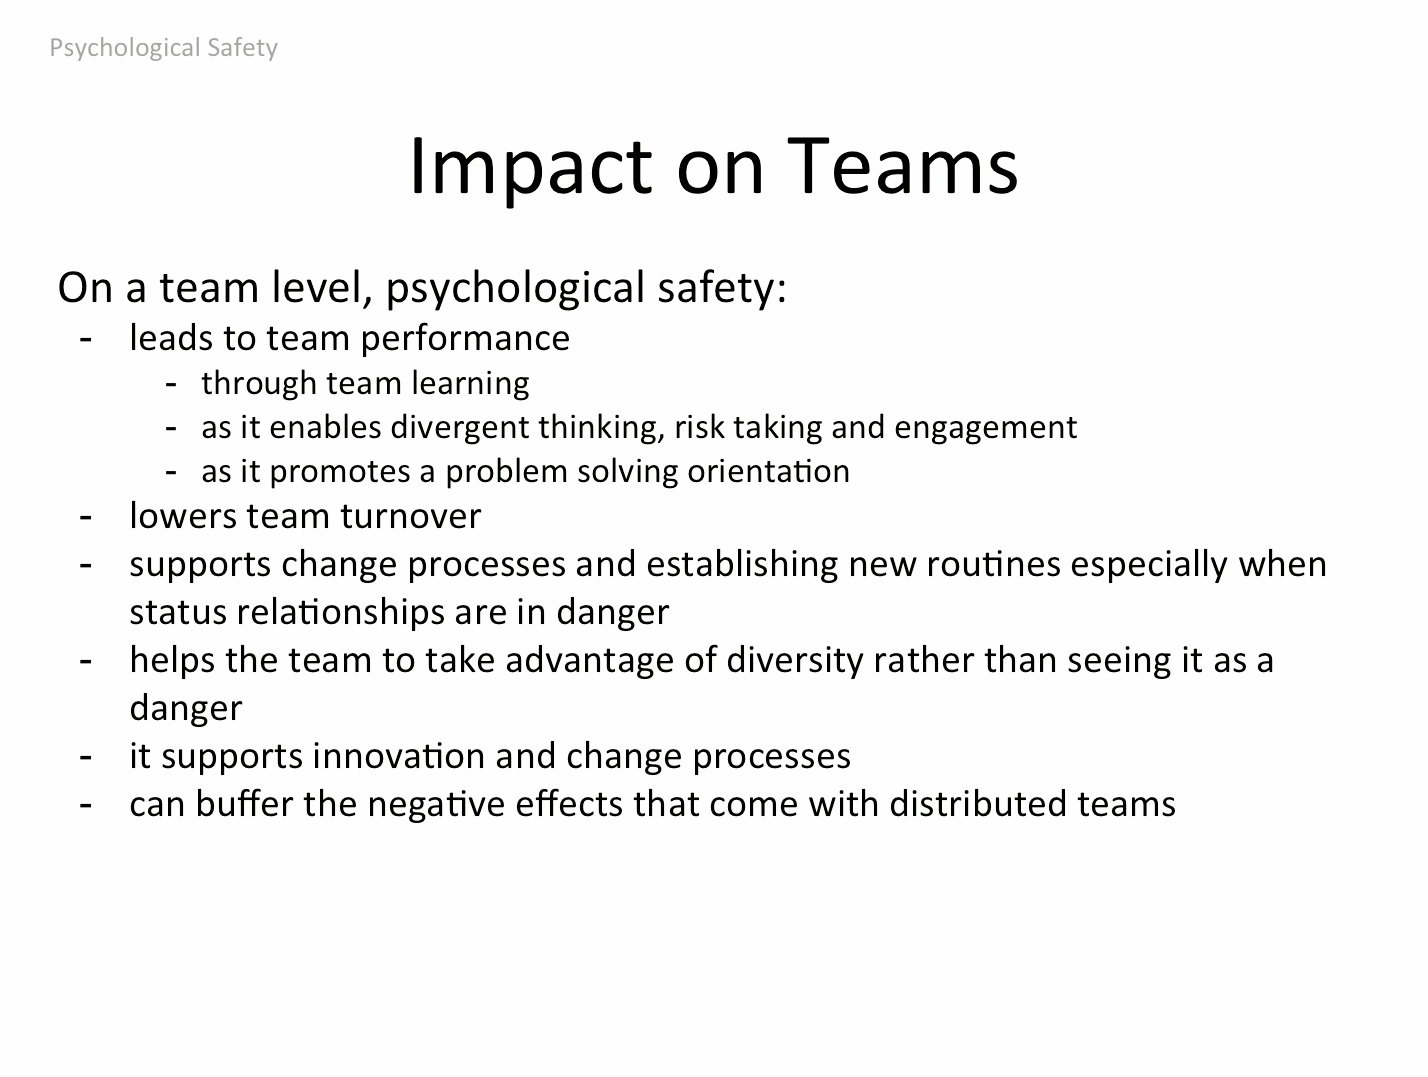 Psychological Safety
Impact on Teams
On a team level, psychological safety:
- leads to team performance
- through team learning
- as it enables divergent thinking, risk taking and engagement
- as it promotes a problem solving orientation
- lowers team turnover
- supports change processes and establishing new routines especially when
status relationships are in danger
- helps the team to take advantage of diversity rather than seeing it as a
danger
- it supports innovation and change processes
- can buffer the negative effects that come with distributed teams